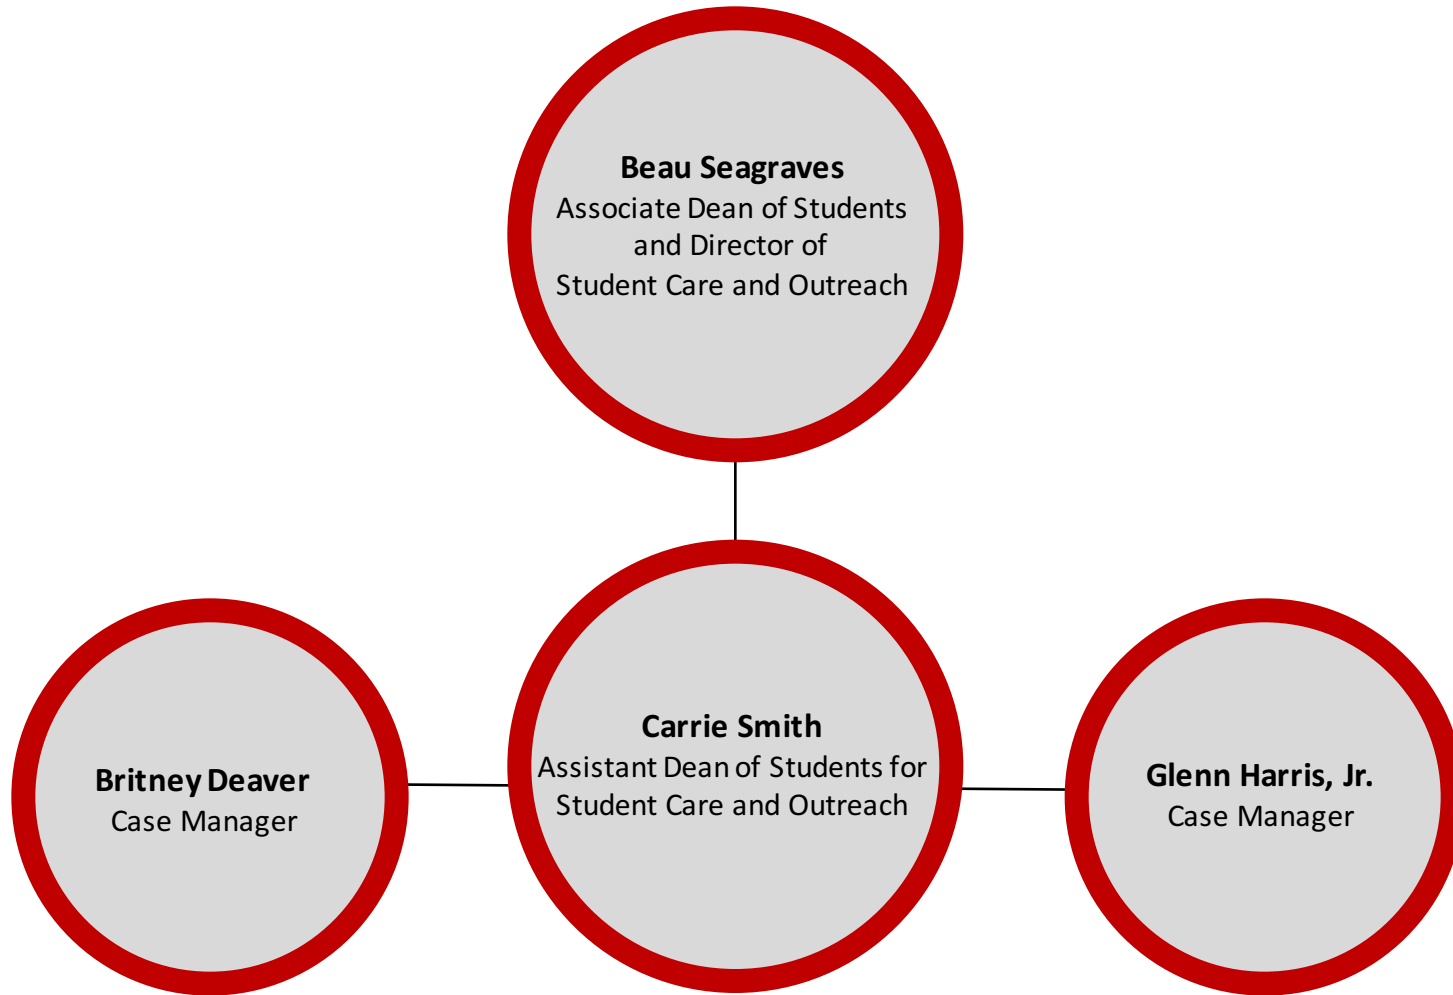 Beau Seagraves
Associate Dean of Students
and Director of
Student Care and Outreach
Carrie Smith
Assistant Dean of Students for
Student Care and Outreach
Britney Deaver
Case Manager
Glenn Harris, Jr.
Case Manager